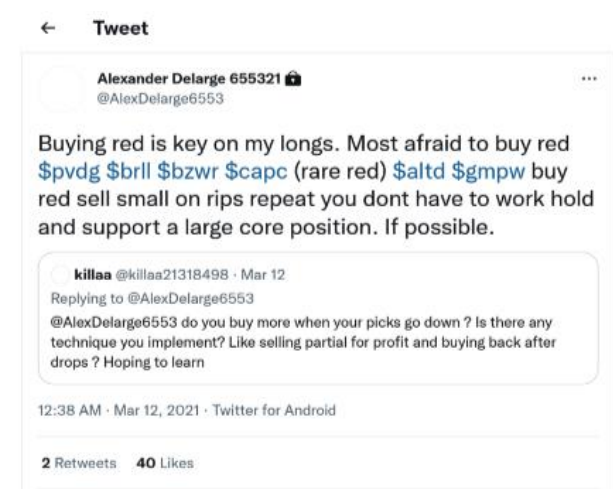 Tweet
Alexander Delarge 655321
@AlexDelarge6553
Buying red is key on my longs. Most afraid to buy red
$pvdg $brll $bzwr $capc (rare red) $altd $gmpw buy
red sell small on rips repeat you dont have to work hold
and support a large core position. If possible.
killaa @killaa21318498 · Mar 12
Replying to @AlexDelarge6553
@AlexDelarge6553 do you buy more when your picks go down ? Is there any
technique you implement? Like selling partial for profit and buying back after
drops ? Hoping to learn
12:38 AM · Mar 12, 2021 · Twitter for Android
2 Retweets 40 Likes